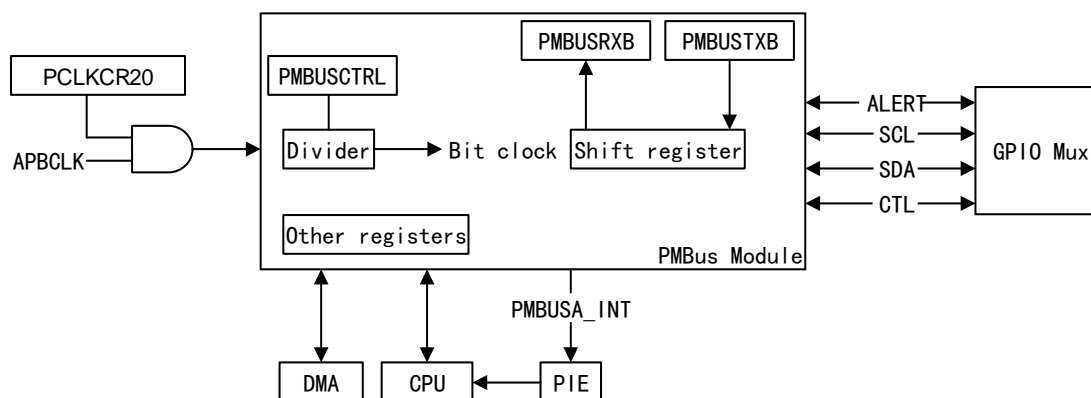 PMBUSRXB
PMBUSTXB
PCLKCR20
PMBUSCTRL
ALERT
SCL
APBCLK
Divider
Bit clock
Shift register
GPIO Mux
SDA
CTL
Other registers
PMBus Module
PMBUSA_INT
DMA
CPU
PIE